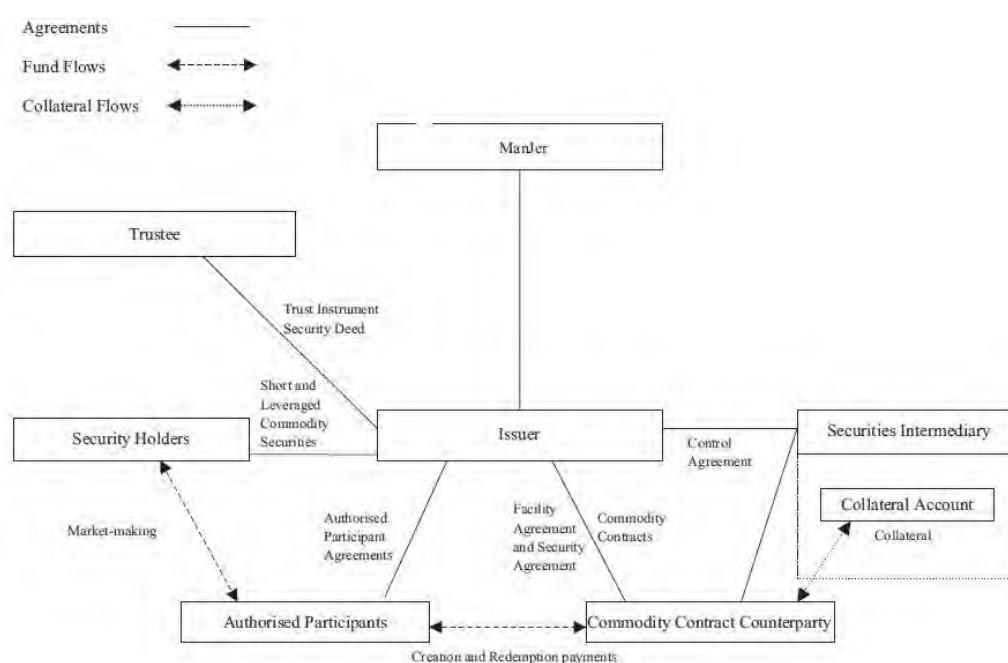 Agreements
Fund Flows
Collateral Flows
ManJer
Trustee
Trust Instrument
Security Deed
Short and
Leveraged
Commodity
Securities
Security Holders
Issuer
Control
Agreement
Securities Intermediary
Collateral Account
Collateral
Market-making
Authorised
Participant
Agreements
Facility
Agreement
and Security
Agreement
Commodity
Contracts
Authorised Participants
Commodity Contract Counterparty
Creation and Redemption payments